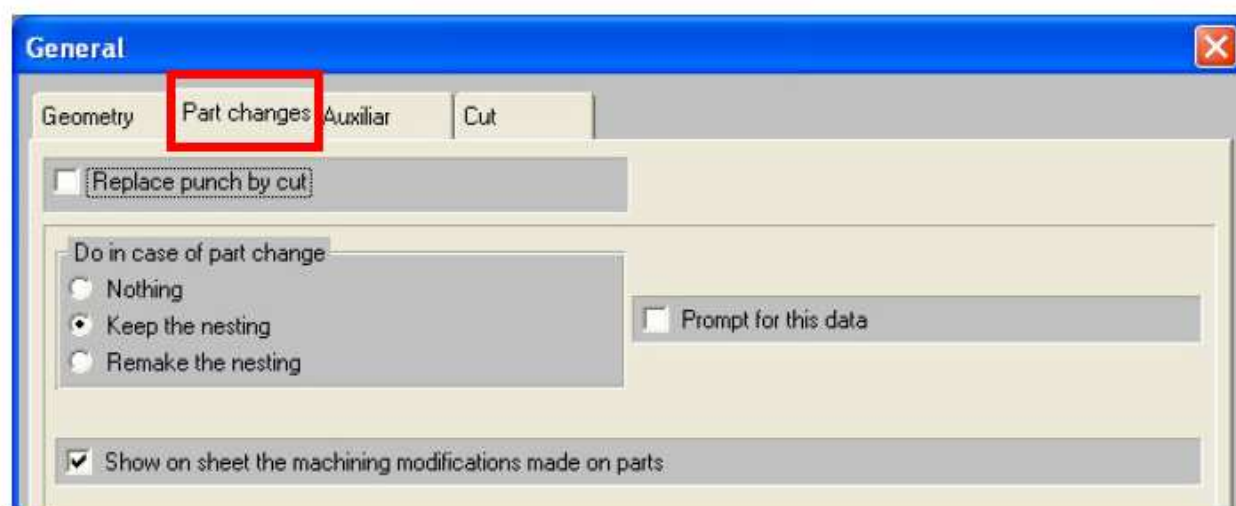 General
Geometry Part changes Auxiliar Cut
Replace punch by cut
Do in case of part change
Nothing
Keep the nesting
Prompt for this data
Remake the nesting
Show on sheet the machining modifications made on parts